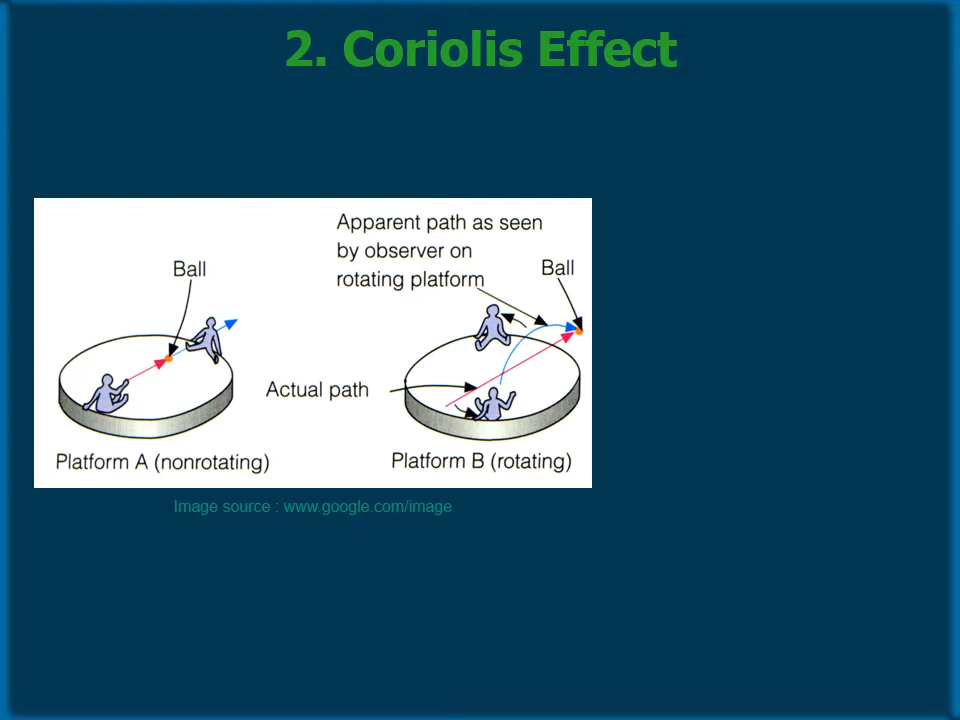 2. Coriolis Effect
Apparent path as seen
by observer on
rotating platform
Ball
Ball
Actual path
Platform A (nonrotating)
Platform B (rotating)
Image source : www.google.com/image